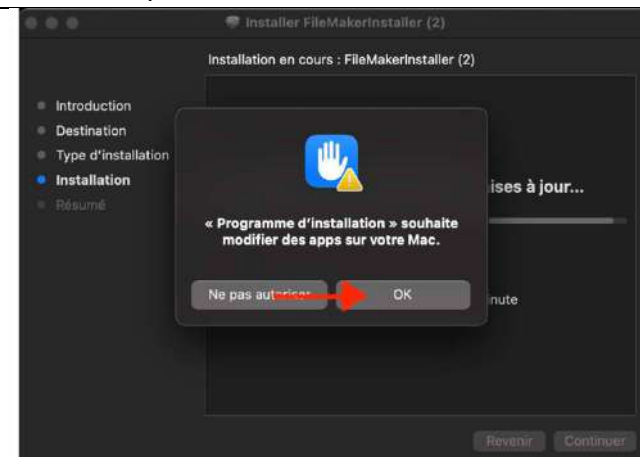 Installer FileMakerInstaller (2)
Installation en cours : FileMakerInstaller (2)
Introduction
Destination
Type d'installation
Installation
Résumé
ises à jour...
« Programme d'installation » souhaite
modifier des apps sur votre Mac.
Ne pas autoriser
OK
inute
Revenir
Continuer